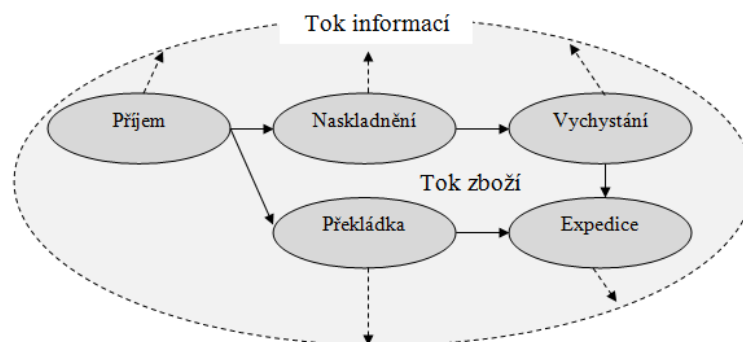 Tok informací
Příjem
Naskladnění
Vychystání
Tok zboží
Překládka
Expedice